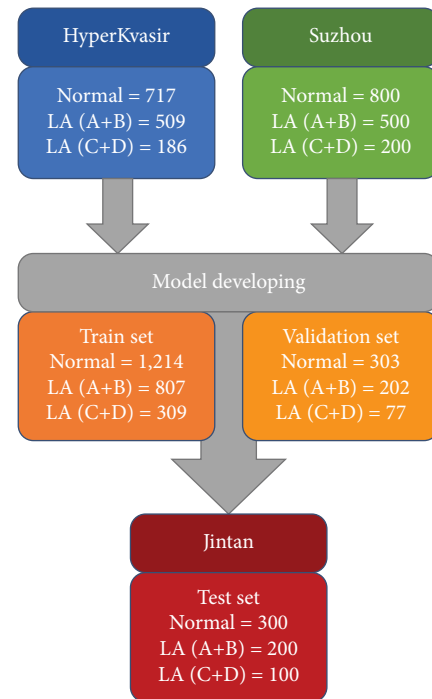 HyperKvasir
Normal = 717
LA (A+B) = 509
LA (C+D) = 186
Suzhou
Normal = 800
LA (A+B) = 500
LA (C+D) = 200
Model developing
Train set
Normal = 1,214
LA (A+B) = 807
LA (C+D) = 309
Validation set
Normal = 303
LA (A+B) = 202
LA (C+D) = 77
Jintan
Test set
Normal = 300
LA (A+B) = 200
LA (C+D) = 100